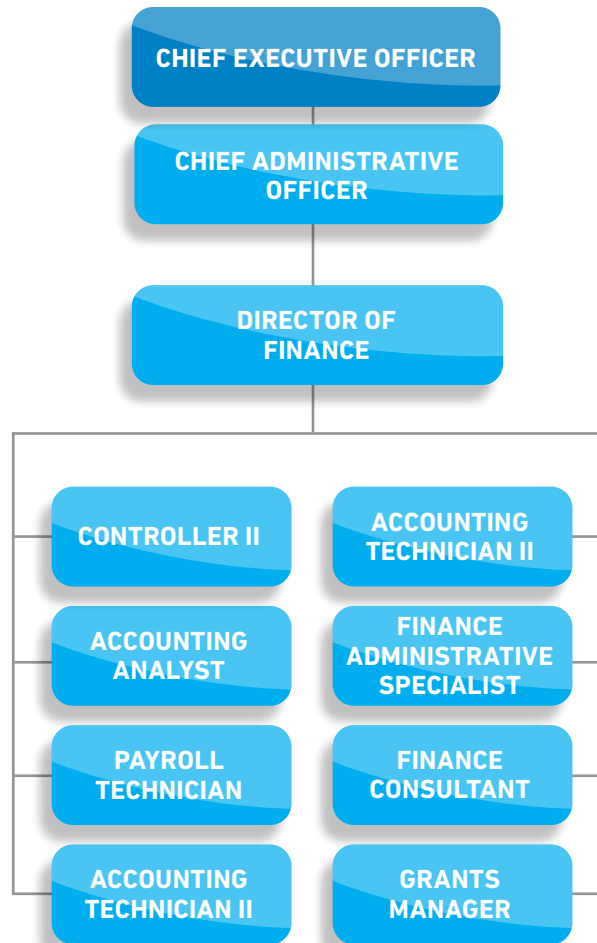 CHIEF EXECUTIVE OFFICER
CHIEF ADMINISTRATIVE
OFFICER
DIRECTOR OF
FINANCE
CONTROLLER II
ACCOUNTING
ANALYST
PAYROLL
TECHNICIAN
ACCOUNTING
TECHNICIAN II
ACCOUNTING
TECHNICIAN II
FINANCE
ADMINISTRATIVE
SPECIALIST
FINANCE
CONSULTANT
GRANTS
MANAGER